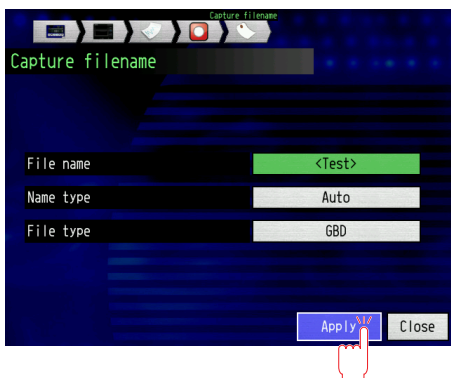 Capture filename
Capture filename
File name
<Test>
Name type
Auto
File type
GBD
Apply
Close